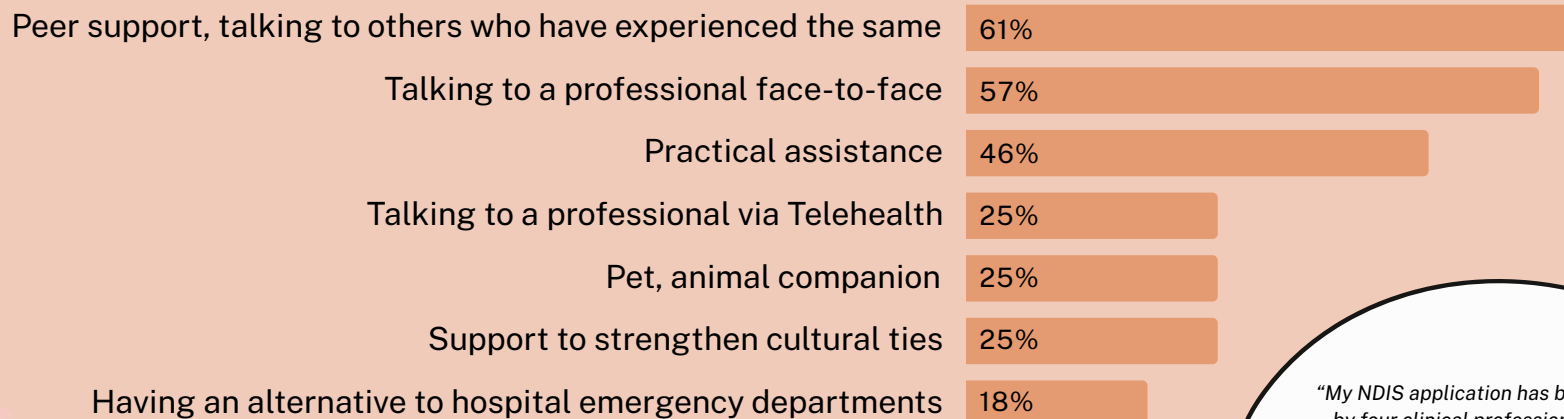 Peer support, talking to others who have experienced the same 61%
Talking to a professional face-to-face 57%
Practical assistance 46%
Talking to a professional via Telehealth 25%
Pet, animal companion 25%
Support to strengthen cultural ties 25%
Having an alternative to hospital emergency departments 18%
“My NDIS application has
by four clinical